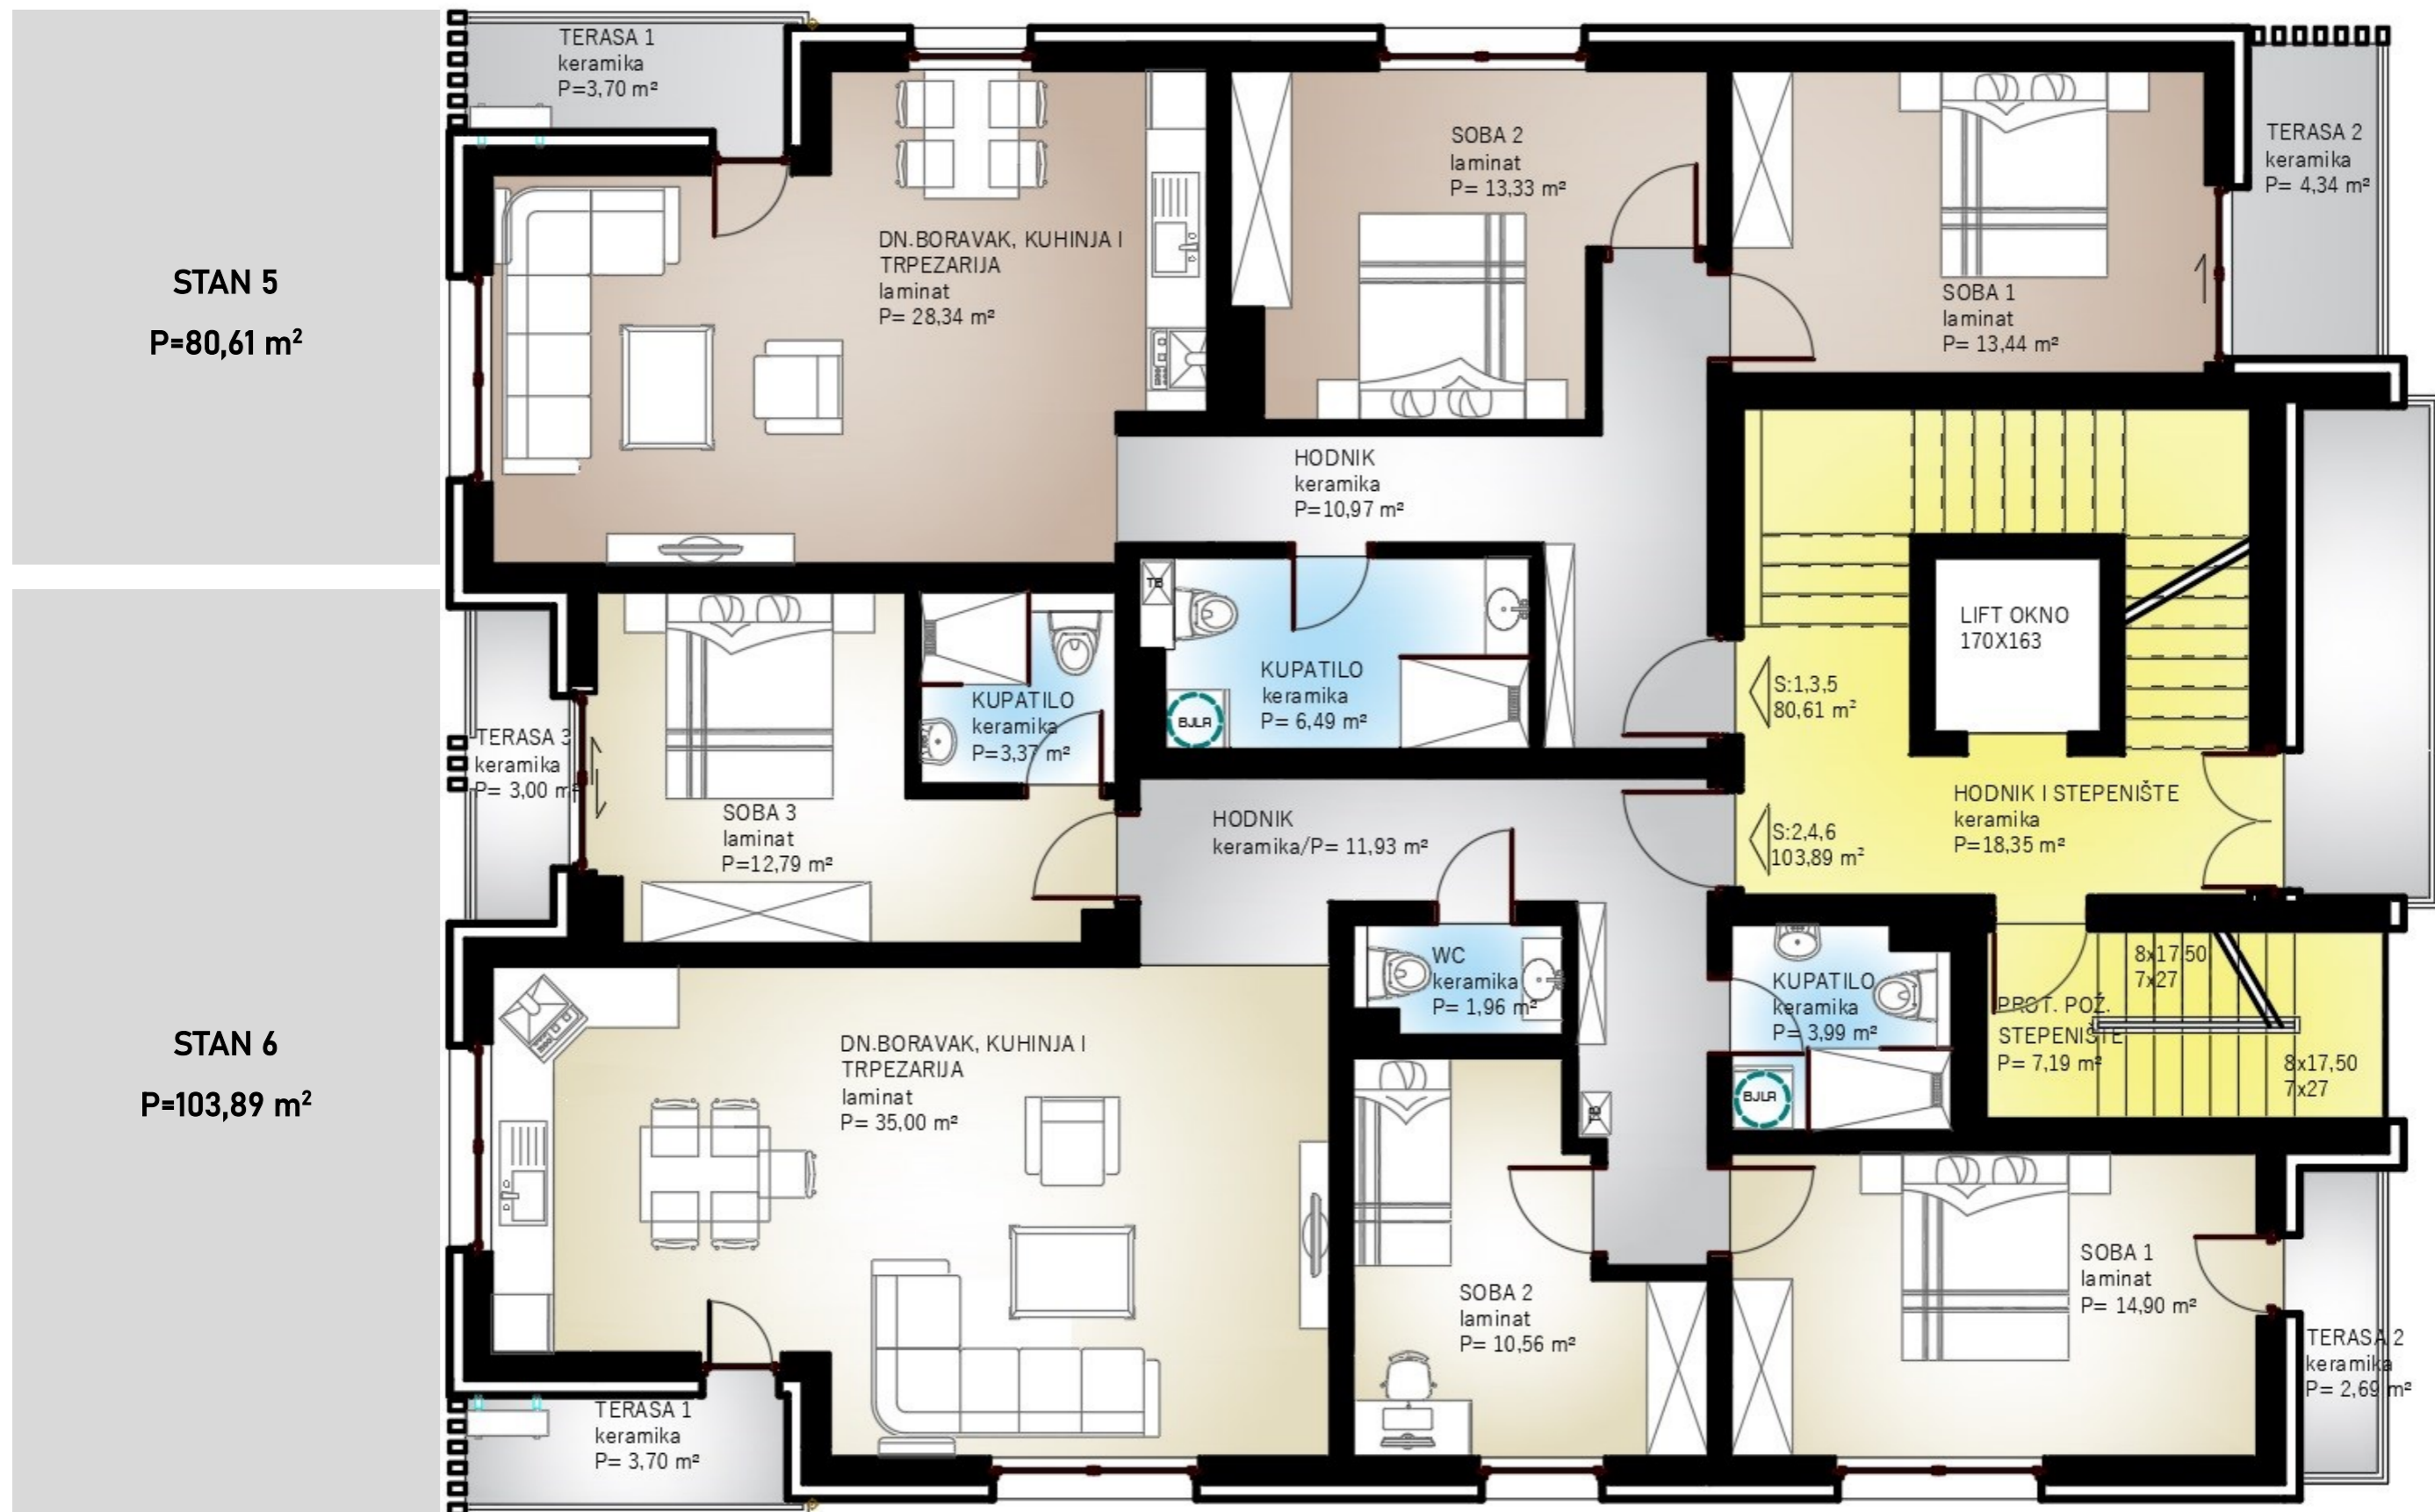 STAN 5
P=80,61 m²
TERASA 1
keramika
P=3,70 m²
DN.BORAVAK, KUHINJA I
TRPEZARIJA
laminat
P= 28,34 m²
SOBA 2
laminat
P= 13,33 m²
SOBA 1
laminat
P= 13,44 m²
TERASA 2
keramika
P= 4,34 m²
HODNIK
keramika
P=10,97 m²
TB
KUPATILO
keramika
P= 6,49 m²
BJLR
LIFT OKNO
170X163
S:1,3,5
80,61 m²
S:2,4,6
103,89 m²
HODNIK I STEPENIŠTE
keramika
P=18,35 m²
STAN 6
P=103,89 m²
TERASA 3
keramika
P= 3,00 m²
SOBA 3
laminat
P=12,79 m²
KUPATILO
keramika
P=3,37 m²
HODNIK
keramika/P= 11,93 m²
WC
keramika
P= 1,96 m²
KUPATILO
keramika
P= 3,99 m²
BJLR
TB
8x17,50
7x27
PROT. POŽ.
STEPENIŠTE
P= 7,19 m²
8x17,50
7x27
DN.BORAVAK, KUHINJA I
TRPEZARIJA
laminat
P= 35,00 m²
SOBA 2
laminat
P= 10,56 m²
SOBA 1
laminat
P= 14,90 m²
TERASA 2
keramika
P= 2,69 m²
TERASA 1
keramika
P= 3,70 m²